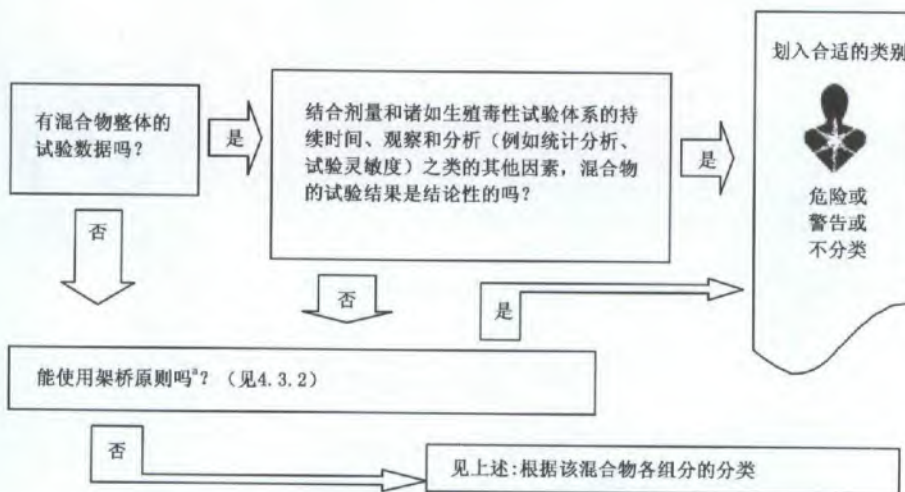 有混合物整体的
试验数据吗？
是
结合剂量和诸如生殖毒性试验体系的持
续时间、观察和分析（例如统计分析、
试验灵敏度）之类的其他因素，混合物
的试验结果是结论性的吗？
是
划入合适的类别
危险或
警告或
不分类
否
否
是
能使用架桥原则吗a？（见4.3.2）
否
见上述：根据该混合物各组分的分类